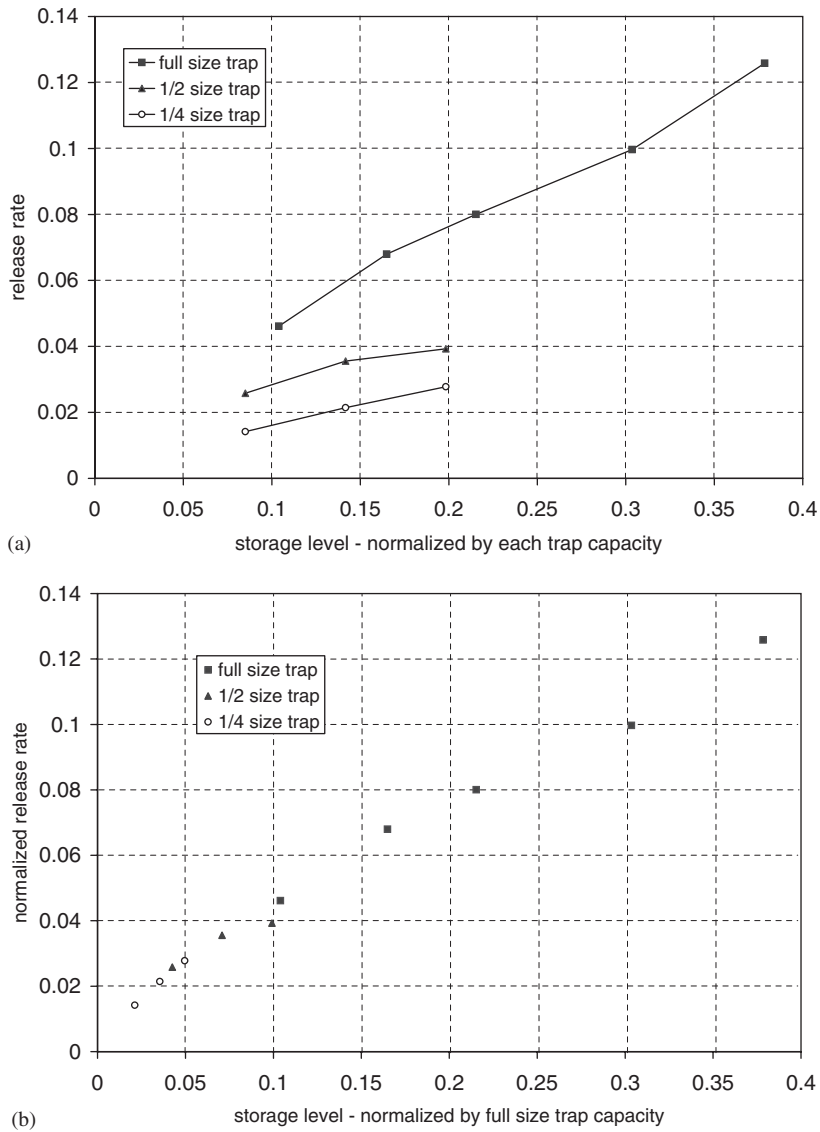 0.14
0.12
0.1
0.08
0.06
0.04
0.02
0
release rate
full size trap
1/2 size trap
1/4 size trap
0 0.05 0.1 0.15 0.2 0.25 0.3 0.35 0.4
(a) storage level - normalized by each trap capacity
0.14
0.12
0.1
0.08
0.06
0.04
0.02
0
normalized release rate
full size trap
1/2 size trap
1/4 size trap
0 0.05 0.1 0.15 0.2 0.25 0.3 0.35 0.4
(b) storage level - normalized by full size trap capacity